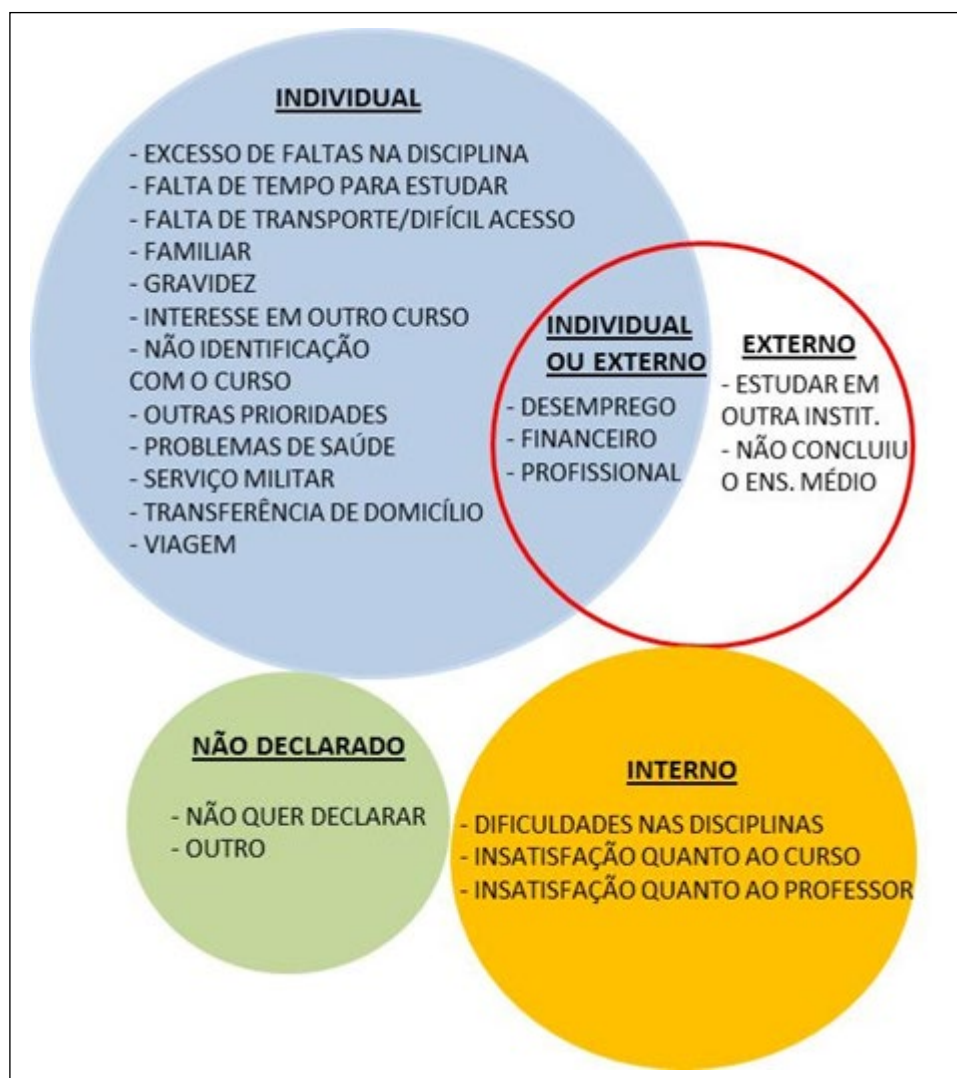 INDIVIDUAL
- EXCESSO DE FALTAS NA DISCIPLINA
- FALTA DE TEMPO PARA ESTUDAR
- FALTA DE TRANSPORTE/DIFÍCIL ACESSO
- FAMILIAR
- GRAVIDEZ
- INTERESSE EM OUTRO CURSO
- NÃO IDENTIFICAÇÃO
COM O CURSO
- OUTRAS PRIORIDADES
- PROBLEMAS DE SAÚDE
- SERVIÇO MILITAR
- TRANSFERÊNCIA DE DOMICÍLIO
- VIAGEM
INDIVIDUAL
OU EXTERNO
- DESEMPREGO
- FINANCEIRO
- PROFISSIONAL
EXTERNO
- ESTUDAR EM
OUTRA INSTIT.
- NÃO CONCLUIU
O ENS. MÉDIO
NÃO DECLARADO
- NÃO QUER DECLARAR
- OUTRO
INTERNO
- DIFICULDADES NAS DISCIPLINAS
- INSATISFAÇÃO QUANTO AO CURSO
- INSATISFAÇÃO QUANTO AO PROFESSOR